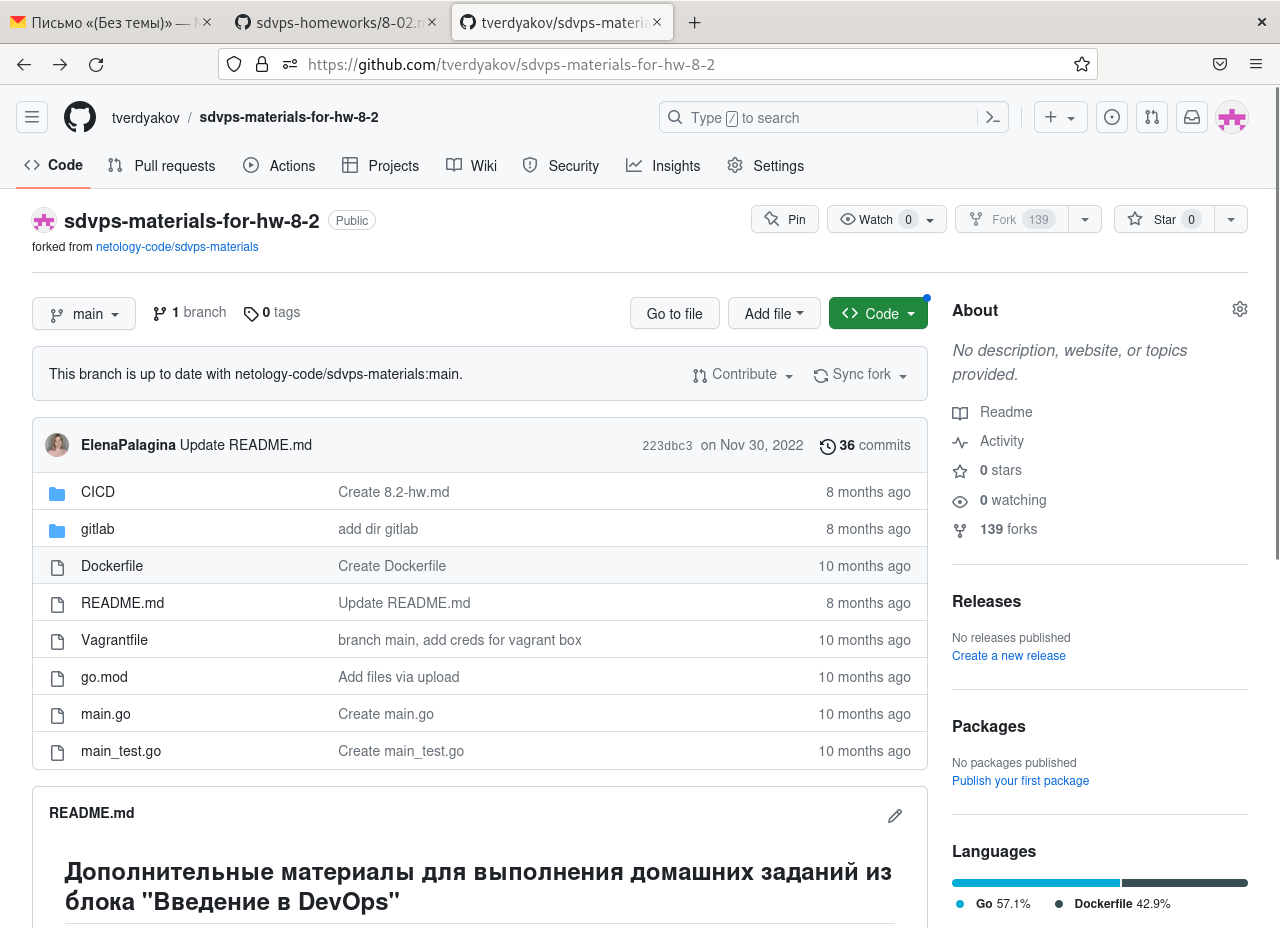 Письмо «(Без темы)» —
sdvps-homeworks/8-02.m
tverdyakov/sdvps-materia
https://github.com/tverdyakov/sdvps-materials-for-hw-8-2
tverdyakov / sdvps-materials-for-hw-8-2
Type / to search
Code
Pull requests
Actions
Projects
Wiki
Security
Insights
Settings
sdvps-materials-for-hw-8-2 Public
Pin
Watch 0
Fork 139
Star 0
forked from netology-code/sdvps-materials
main
1 branch
0 tags
Go to file
Add file
Code
This branch is up to date with netology-code/sdvps-materials:main.
Contribute
Sync fork
ElenaPalagina Update README.md 223dbc3 on Nov 30, 2022 36 commits
CICD Create 8.2-hw.md 8 months ago
gitlab add dir gitlab 8 months ago
Dockerfile Create Dockerfile 10 months ago
README.md Update README.md 8 months ago
Vagrantfile branch main, add creds for vagrant box 10 months ago
go.mod Add files via upload 10 months ago
main.go Create main.go 10 months ago
main_test.go Create main_test.go 10 months ago
README.md
Дополнительные материалы для выполнения домашних заданий из
блока "Введение в DevOps"
About
No description, website, or topics
provided.
Readme
Activity
0 stars
0 watching
139 forks
Releases
No releases published
Create a new release
Packages
No packages published
Publish your first package
Languages
Go 57.1% Dockerfile 42.9%